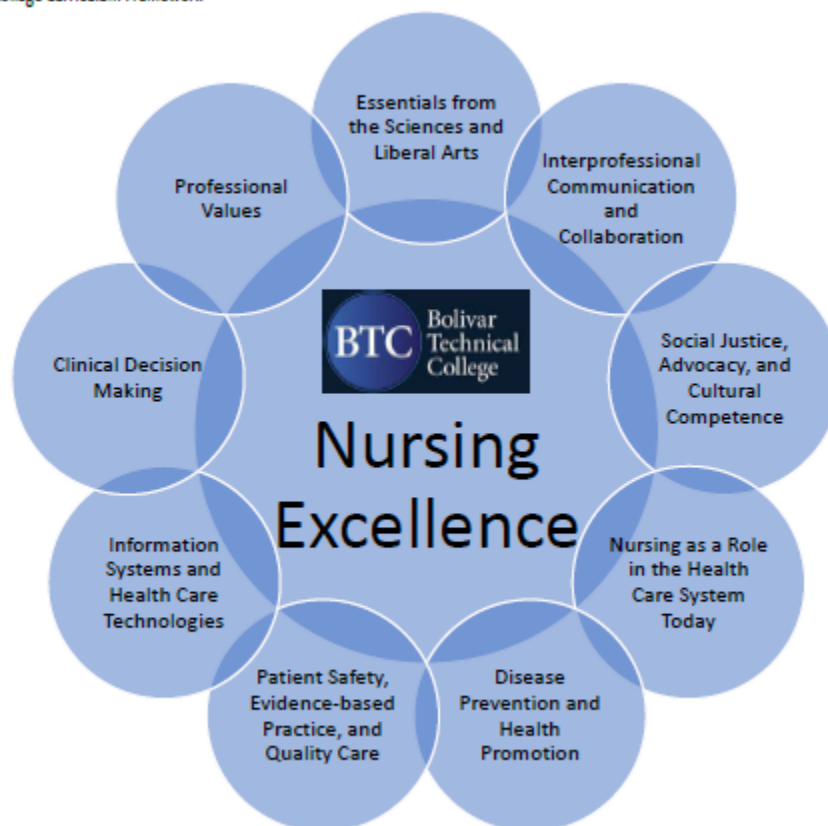 Essentials from
the Sciences and
Liberal Arts
Interprofessional
Communication
and
Collaboration
Social Justice,
Advocacy, and
Cultural
Competence
Nursing as a Role
in the Health
Care System
Today
Disease
Prevention and
Health
Promotion
Patient Safety,
Evidence-based
Practice, and
Quality Care
Information
Systems and
Health Care
Technologies
Clinical Decision
Making
Professional
Values
BTC
Bolivar
Technical
College
Nursing
Excellence